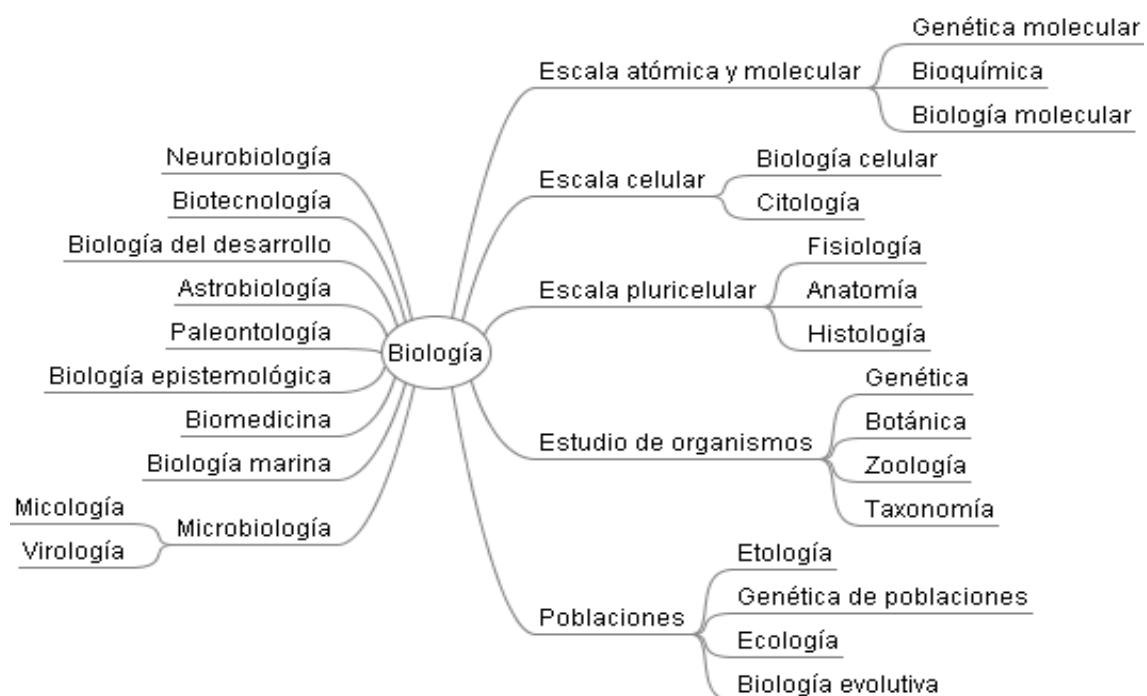 Genética molecular
Escala atómica y molecular
Bioquímica
Biología molecular
Neurobiología
Biotecnología
Biología del desarrollo
Astrobiología
Paleontología
Biología epistemológica
Biomedicina
Biología marina
Microbiología
Micología
Virología
Biología
Escala celular
Biología celular
Citología
Escala pluricelular
Fisiología
Anatomía
Histología
Estudio de organismos
Genética
Botánica
Zoología
Taxonomía
Poblaciones
Etología
Genética de poblaciones
Ecología
Biología evolutiva